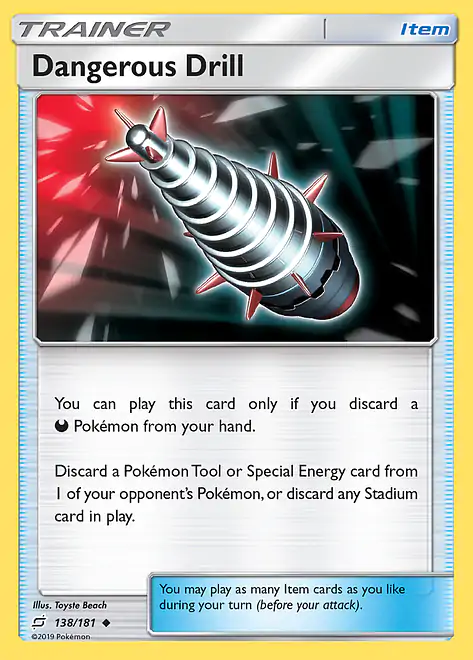 TRAINER Item
Dangerous Drill
You can play this card only if you discard a
Pokémon from your hand.
Discard a Pokémon Tool or Special Energy card from
1 of your opponent's Pokémon, or discard any Stadium
card in play.
You may play as many Item cards as you like
during your turn (before your attack).
Illus. Toyste Beach
138/181
©2019 Pokémon